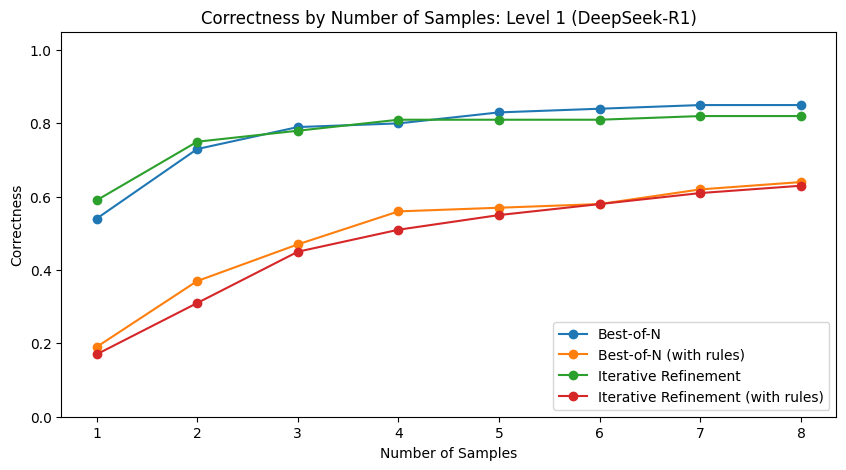 Correctness by Number of Samples: Level 1 (DeepSeek-R1)
1.0
0.8
0.6
0.4
0.2
0.0
Correctness
1 2 3 4 5 6 7 8
Number of Samples
Best-of-N
Best-of-N (with rules)
Iterative Refinement
Iterative Refinement (with rules)